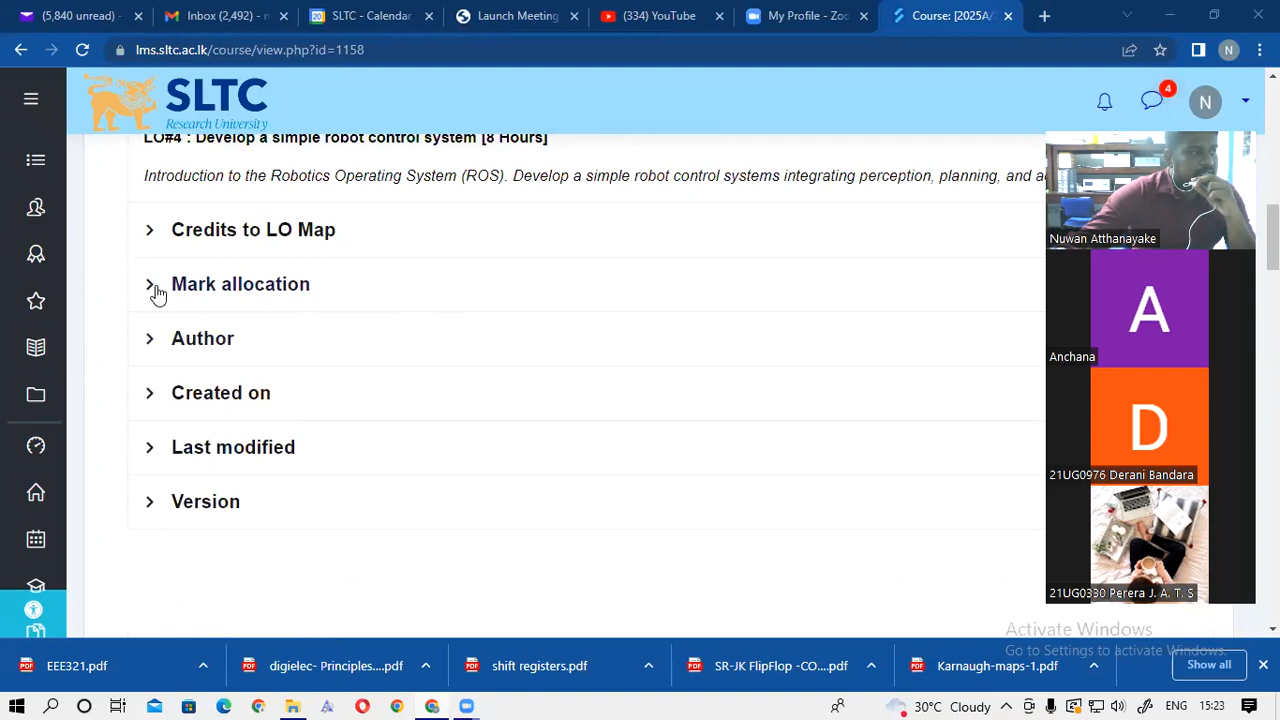 (5,840 unread) -
Inbox (2,492) - n
20
SLTC - Calendar
Launch Meeting
(334) YouTube
My Profile - Zoo
Course: [2025A/
lms.sltc.ac.lk/course/view.php?id=1158
N
SLTC
Research University
4
N
LO#4 : Develop a simple robot control system [8 Hours]
Introduction to the Robotics Operating System (ROS). Develop a simple robot control systems integrating perception, planning, and a
Credits to LO Map
Mark allocation
Author
Created on
Last modified
Version
Nuwan Atthanayake
A
Anchana
D
21UG0976 Derani Bandara
21UG0330 Perera J. A. T. S
Activate Windows
Go to Settings to activate Windows.
EEE321.pdf
digielec- Principles....pdf
shift registers.pdf
SR-JK FlipFlop -CO....pdf
Karnaugh-maps-1.pdf
Show all
30°C Cloudy
ENG
15:23